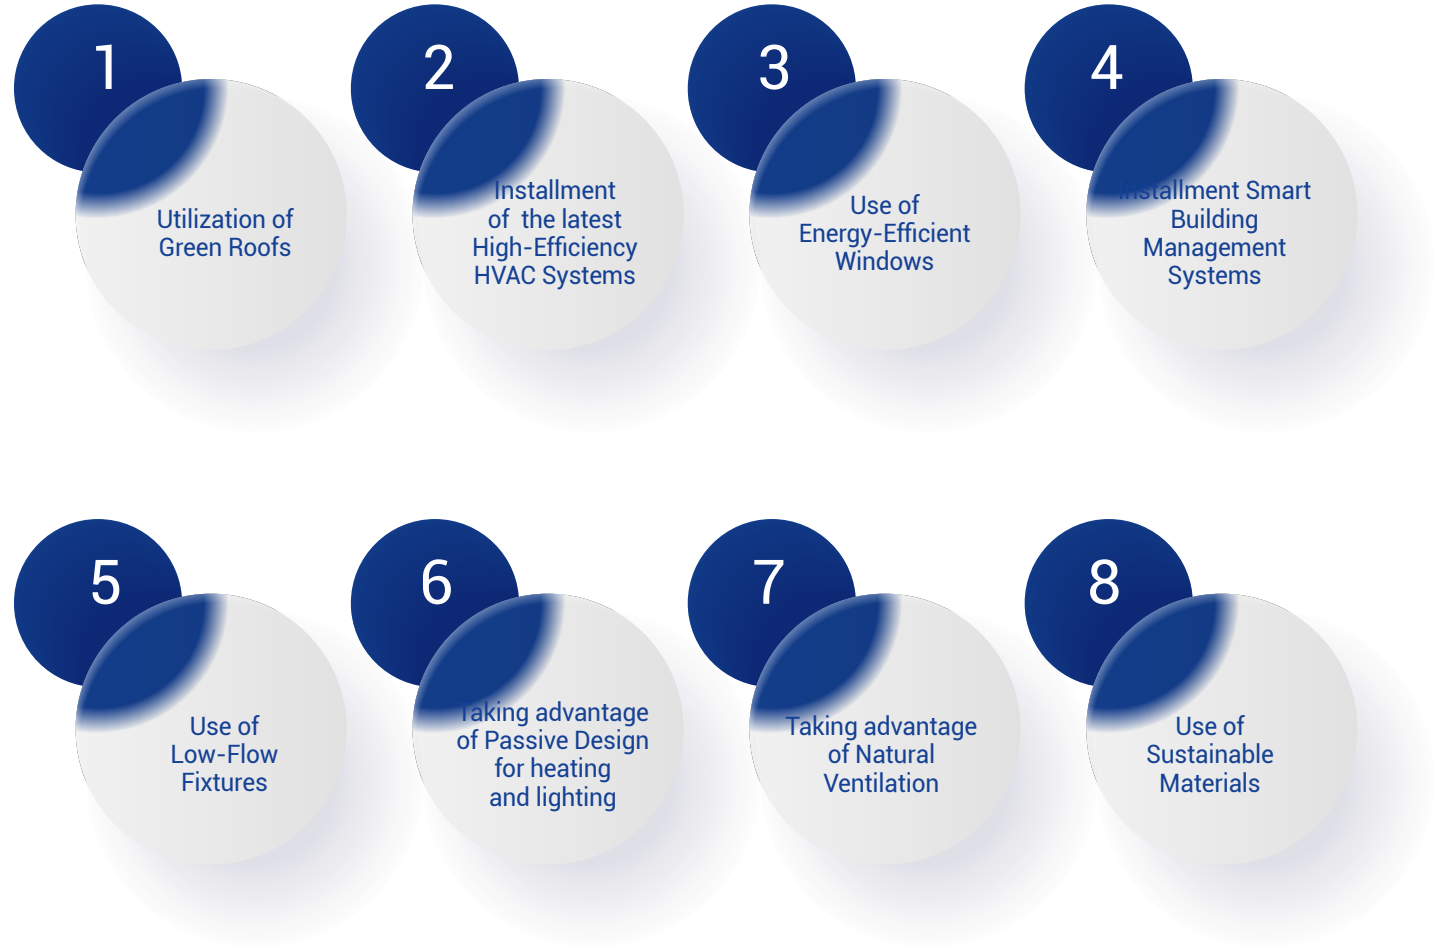 1
Utilization of
Green Roofs
2
Installment
of the latest
High-Efficiency
HVAC Systems
3
Use of
Energy-Efficient
Windows
4
Installment Smart
Building
Management
Systems
5
Use of
Low-Flow
Fixtures
6
Taking advantage
of Passive Design
for heating
and lighting
7
Taking advantage
of Natural
Ventilation
8
Use of
Sustainable
Materials